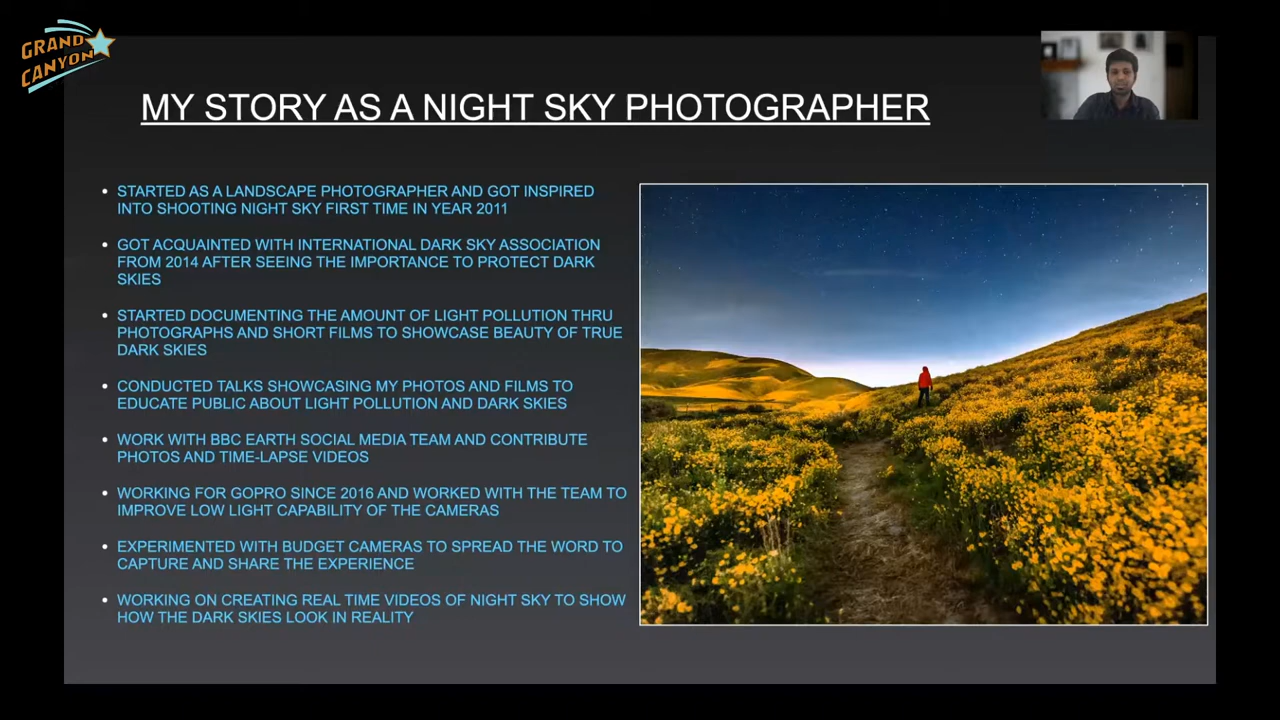 GRAND
CANYON
MY STORY AS A NIGHT SKY PHOTOGRAPHER
• STARTED AS A LANDSCAPE PHOTOGRAPHER AND GOT INSPIRED
INTO SHOOTING NIGHT SKY FIRST TIME IN YEAR 2011
• GOT ACQUAINTED WITH INTERNATIONAL DARK SKY ASSOCIATION
FROM 2014 AFTER SEEING THE IMPORTANCE TO PROTECT DARK
SKIES
• STARTED DOCUMENTING THE AMOUNT OF LIGHT POLLUTION THRU
PHOTOGRAPHS AND SHORT FILMS TO SHOWCASE BEAUTY OF TRUE
DARK SKIES
• CONDUCTED TALKS SHOWCASING MY PHOTOS AND FILMS TO
EDUCATE PUBLIC ABOUT LIGHT POLLUTION AND DARK SKIES
• WORK WITH BBC EARTH SOCIAL MEDIA TEAM AND CONTRIBUTE
PHOTOS AND TIME-LAPSE VIDEOS
• WORKING FOR GOPRO SINCE 2016 AND WORKED WITH THE TEAM TO
IMPROVE LOW LIGHT CAPABILITY OF THE CAMERAS
• EXPERIMENTED WITH BUDGET CAMERAS TO SPREAD THE WORD TO
CAPTURE AND SHARE THE EXPERIENCE
• WORKING ON CREATING REAL TIME VIDEOS OF NIGHT SKY TO SHOW
HOW THE DARK SKIES LOOK IN REALITY